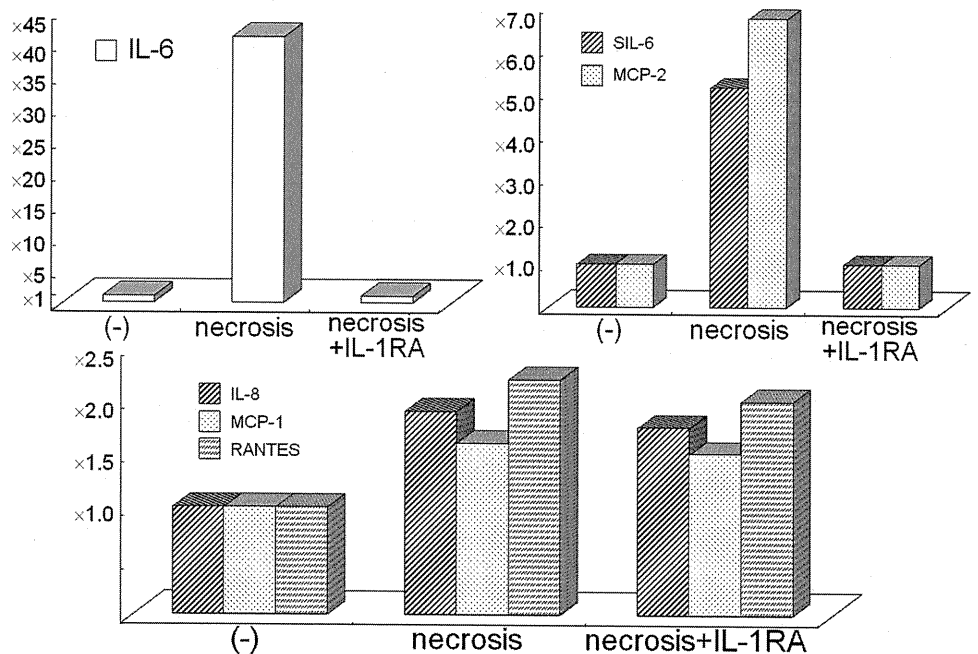 ×45
×40
×35
×30
×25
×20
×15
×10
×5
×1
IL-6
(-)
necrosis
necrosis
+IL-1RA
×7.0
×6.0
×5.0
×4.0
×3.0
×2.0
×1.0
SIL-6
MCP-2
(-)
necrosis
necrosis
+IL-1RA
×2.5
×2.0
×1.5
×1.0
IL-8
MCP-1
RANTES
(-)
necrosis
necrosis+IL-1RA